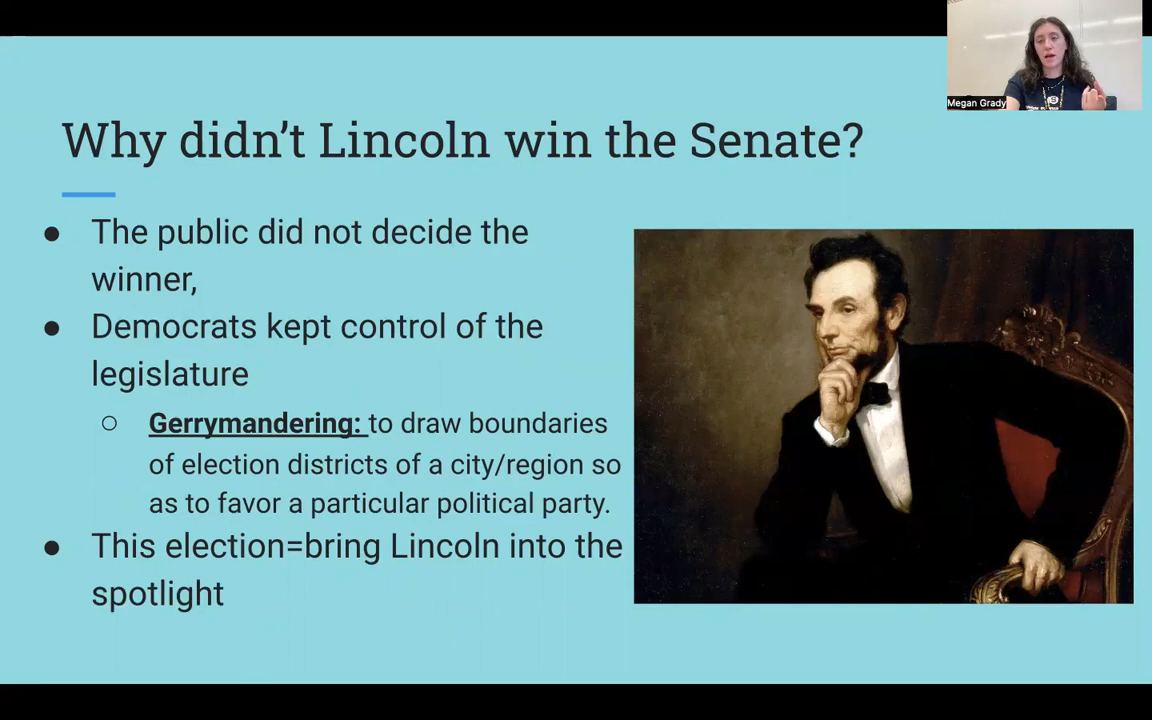 Megan Grady
Why didn't Lincoln win the Senate?
● The public did not decide the
winner,
● Democrats kept control of the
legislature
○ Gerrymandering: to draw boundaries
of election districts of a city/region so
as to favor a particular political party.
● This election=bring Lincoln into the
spotlight